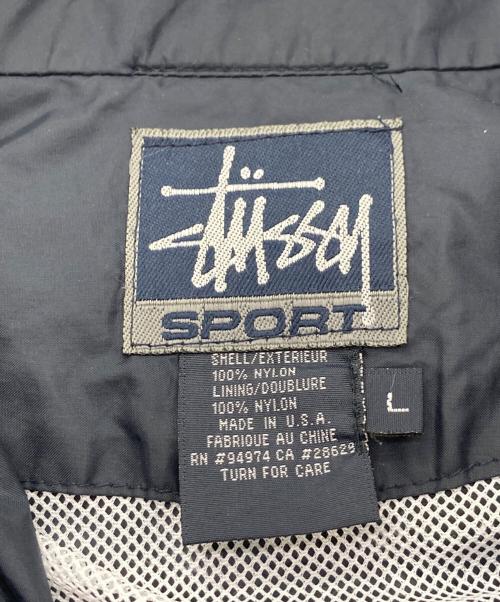 stüssy
SPORT
SHELL/EXTERIEUR
100% NYLON
LINING/DOUBLURE
100% NYLON
MADE IN U.S.A.
FABRIQUE AU CHINE
RN #94974 CA #28629
TURN FOR CARE
L